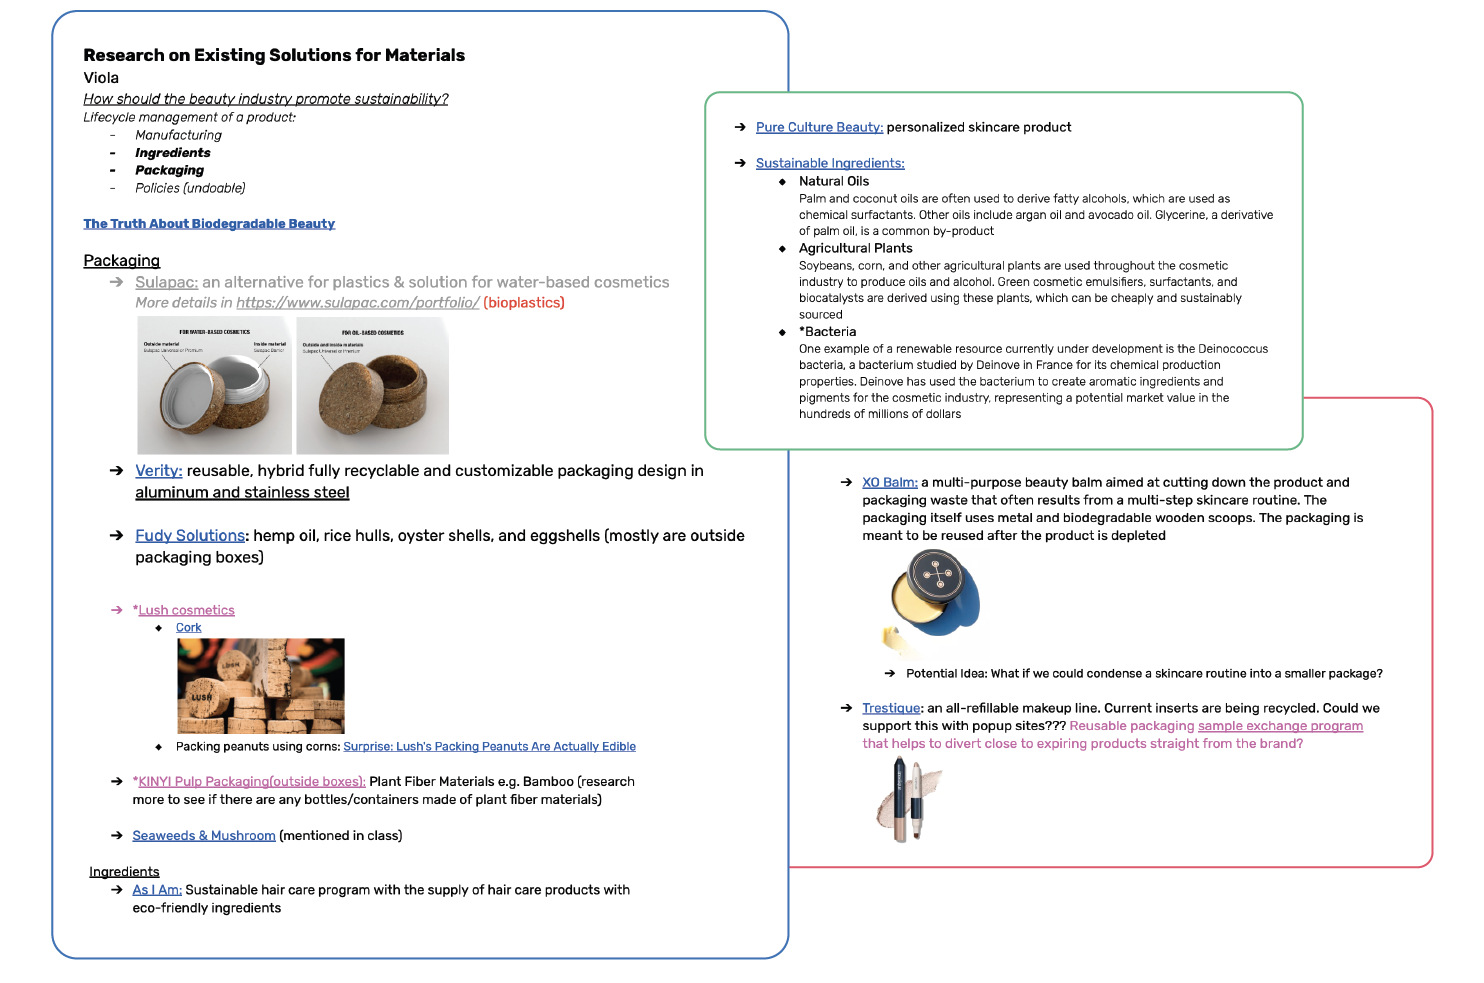 Research on Existing Solutions for Materials
Viola
How should the beauty industry promote sustainability?
Lifecycle management of a product:
- Manufacturing
- Ingredients
- Packaging
- Policies (undoable)
The Truth About Biodegradable Beauty
Packaging
➔ Sulapac: an alternative for plastics & solution for water-based cosmetics
More details in https://www.sulapac.com/portfolio/ (bioplastics)
FOR WATER-BASED COSMETICS
Outside material
Sulapac Universal or Premium
Inside material
Sulapac Barrier
FOR OIL-BASED COSMETICS
Outside and inside materials
Sulapac Universal or Premium
➔ Verity: reusable, hybrid fully recyclable and customizable packaging design in
aluminum and stainless steel
➔ Fudy Solutions: hemp oil, rice hulls, oyster shells, and eggshells (mostly are outside
packaging boxes)
➔ *Lush cosmetics
◆ Cork
LUSH
LUSH
◆ Packing peanuts using corns: Surprise: Lush's Packing Peanuts Are Actually Edible
➔ *KINYI Pulp Packaging(outside boxes): Plant Fiber Materials e.g. Bamboo (research
more to see if there are any bottles/containers made of plant fiber materials)
➔ Seaweeds & Mushroom (mentioned in class)
Ingredients
➔ As I Am: Sustainable hair care program with the supply of hair care products with
eco-friendly ingredients
➔ Pure Culture Beauty: personalized skincare product
➔ Sustainable Ingredients:
◆ Natural Oils
Palm and coconut oils are often used to derive fatty alcohols, which are used as
chemical surfactants. Other oils include argan oil and avocado oil. Glycerine, a derivative
of palm oil, is a common by-product
◆ Agricultural Plants
Soybeans, corn, and other agricultural plants are used throughout the cosmetic
industry to produce oils and alcohol. Green cosmetic emulsifiers, surfactants, and
biocatalysts are derived using these plants, which can be cheaply and sustainably
sourced
◆ *Bacteria
One example of a renewable resource currently under development is the Deinococcus
bacteria, a bacterium studied by Deinove in France for its chemical production
properties. Deinove has used the bacterium to create aromatic ingredients and
pigments for the cosmetic industry, representing a potential market value in the
hundreds of millions of dollars
➔ XO Balm: a multi-purpose beauty balm aimed at cutting down the product and
packaging waste that often results from a multi-step skincare routine. The
packaging itself uses metal and biodegradable wooden scoops. The packaging is
meant to be reused after the product is depleted
➔ Potential Idea: What if we could condense a skincare routine into a smaller package?
➔ Trestique: an all-refillable makeup line. Current inserts are being recycled. Could we
support this with popup sites??? Reusable packaging sample exchange program
that helps to divert close to expiring products straight from the brand?